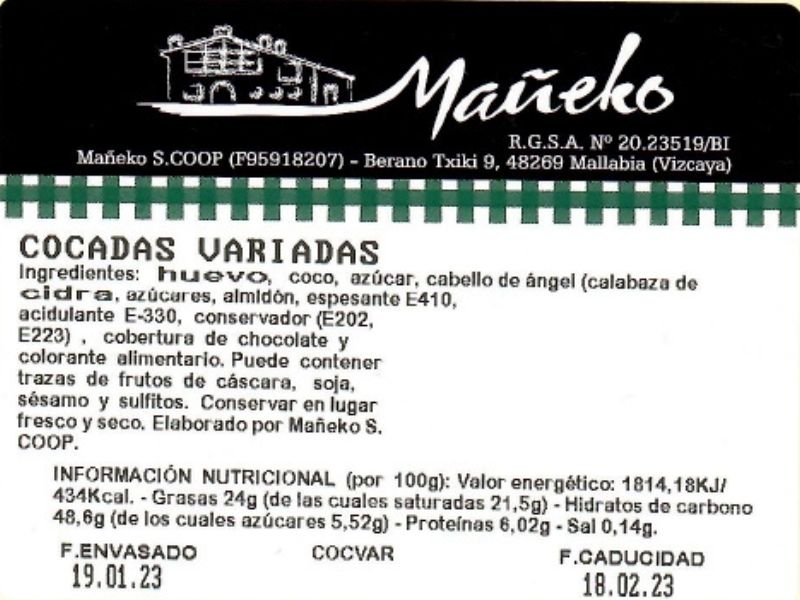 Mañeko
R.G.S.A. Nº 20.23519/BI
Mañeko S.COOP (F95918207) - Berano Txiki 9, 48269 Mallabia (Vizcaya)
COCADAS VARIADAS
Ingredientes: huevo, coco, azúcar, cabello de ángel (calabaza de
cidra, azúcares, almidón, espesante E410,
acidulante E-330, conservador (E202,
E223) , cobertura de chocolate y
colorante alimentario. Puede contener
trazas de frutos de cáscara, soja,
sésamo y sulfitos. Conservar en lugar
fresco y seco. Elaborado por Mañeko S.
COOP.
INFORMACIÓN NUTRICIONAL (por 100g): Valor energético: 1814,18KJ/
434Kcal. - Grasas 24g (de las cuales saturadas 21,5g) - Hidratos de carbono
48,6g (de los cuales azúcares 5,52g) - Proteínas 6,02g - Sal 0,14g.
F.ENVASADO COCVAR F.CADUCIDAD
19.01.23 18.02.23